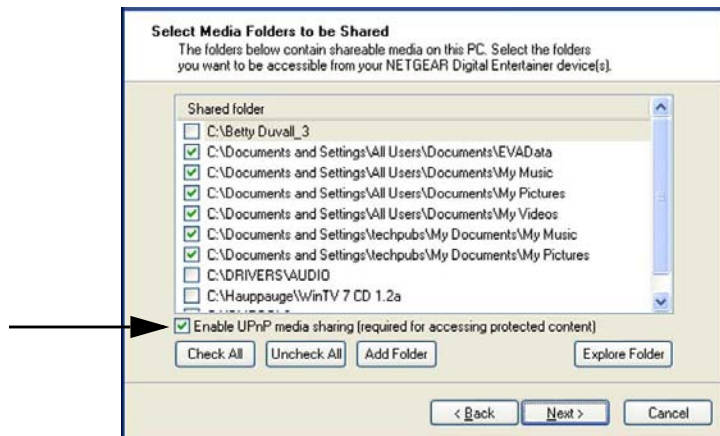 Select Media Folders to be Shared
The folders below contain shareable media on this PC. Select the folders
you want to be accessible from your NETGEAR Digital Entertainer device(s).
Shared folder
C:\Betty Duvall_3
C:\Documents and Settings\All Users\Documents\EVAData
C:\Documents and Settings\All Users\Documents\My Music
C:\Documents and Settings\All Users\Documents\My Pictures
C:\Documents and Settings\All Users\Documents\My Videos
C:\Documents and Settings\techpubs\My Documents\My Music
C:\Documents and Settings\techpubs\My Documents\My Pictures
C:\DRIVERS\AUDIO
C:\Hauppauge\WinTV 7 CD 1.2a
Enable UPnP media sharing (required for accessing protected content)
Check All Uncheck All Add Folder Explore Folder
< Back Next > Cancel